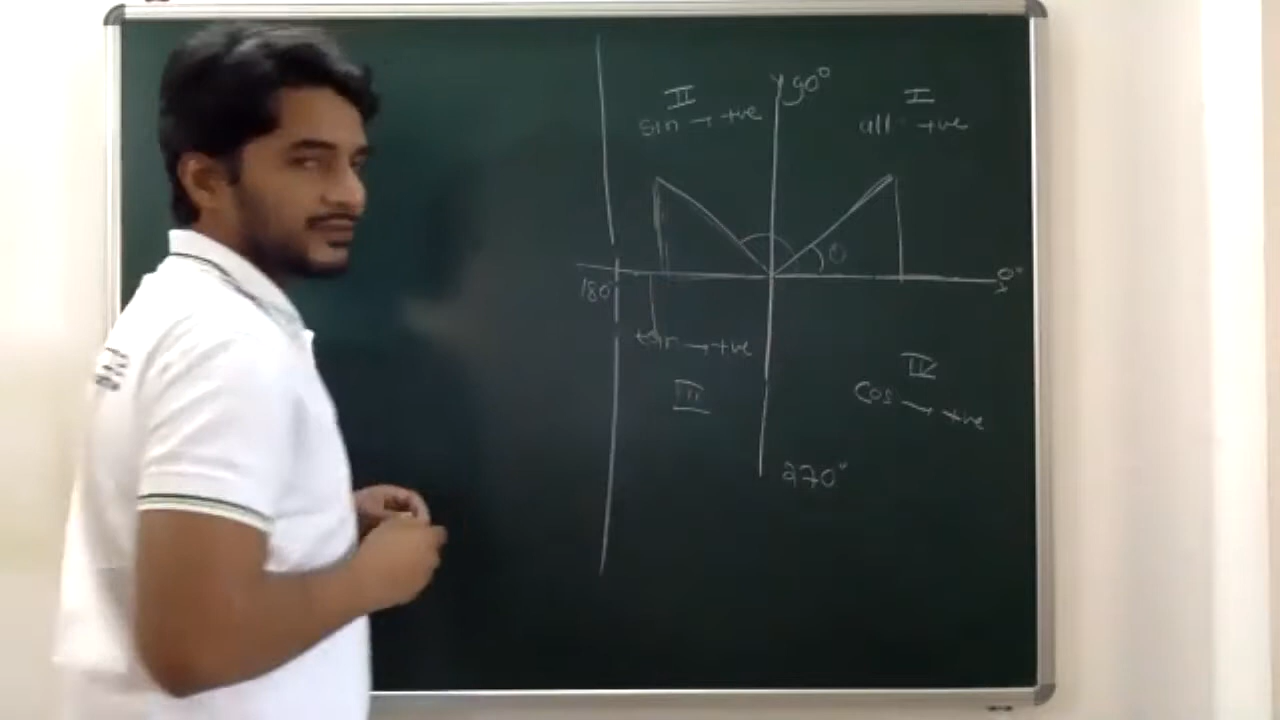 90°
II
I
sin → +ve
all → +ve
θ
0°
x
180°
tan → +ve
IV
III
cos → +ve
270°